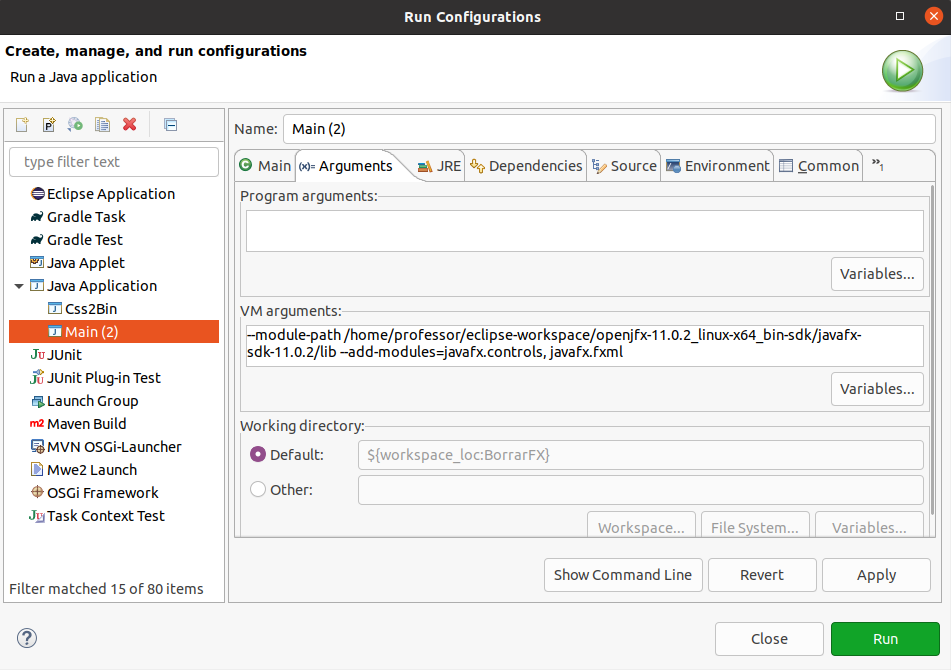 Run Configurations
Create, manage, and run configurations
Run a Java application
type filter text
Eclipse Application
Gradle Task
Gradle Test
Java Applet
Java Application
Css2Bin
Main (2)
JUnit
JUnit Plug-in Test
Launch Group
Maven Build
MVN OSGi-Launcher
Mwe2 Launch
OSGi Framework
Task Context Test
Filter matched 15 of 80 items
Name: Main (2)
Main (x)= Arguments JRE Dependencies Source Environment Common »1
Program arguments:
Variables...
VM arguments:
--module-path /home/professor/eclipse-workspace/openjfx-11.0.2_linux-x64_bin-sdk/javafx-
sdk-11.0.2/lib --add-modules=javafx.controls, javafx.fxml
Variables...
Working directory:
Default: ${workspace_loc:BorrarFX}
Other:
Workspace... File System... Variables...
Show Command Line Revert Apply
Close Run